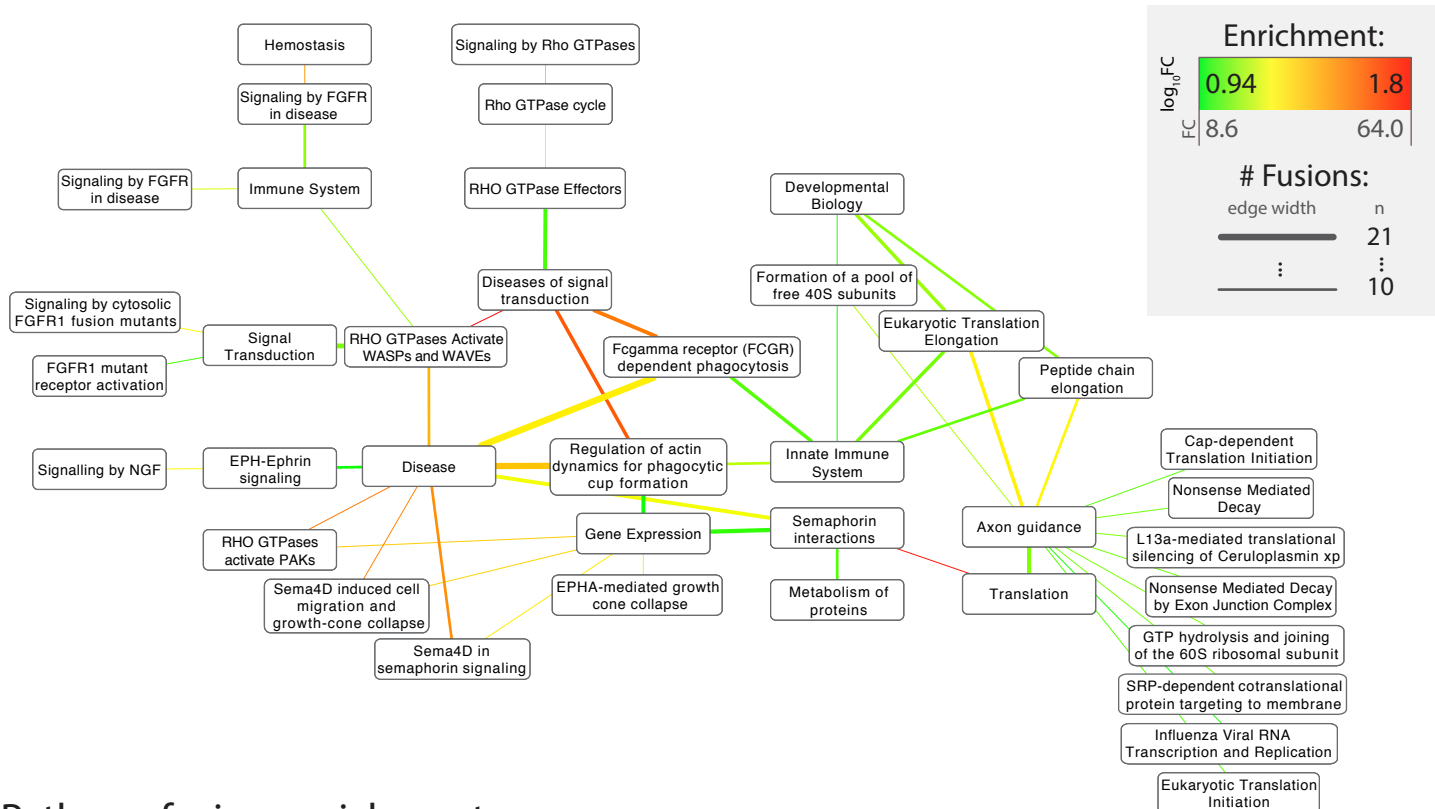 Enrichment:
log10FC
0.94
1.8
FC
8.6
64.0
# Fusions:
edge width
n
21
⋮
⋮
10
Hemostasis
Signaling by Rho GTPases
Signaling by FGFR
in disease
Rho GTPase cycle
Signaling by FGFR
in disease
Immune System
RHO GTPase Effectors
Developmental
Biology
Formation of a pool of
free 40S subunits
Diseases of signal
transduction
Signaling by cytosolic
FGFR1 fusion mutants
Signal
Transduction
RHO GTPases Activate
WASPs and WAVEs
Eukaryotic Translation
Elongation
Fcgamma receptor (FCGR)
dependent phagocytosis
FGFR1 mutant
receptor activation
Peptide chain
elongation
Signalling by NGF
EPH-Ephrin
signaling
Disease
Regulation of actin
dynamics for phagocytic
cup formation
Innate Immune
System
Cap-dependent
Translation Initiation
Nonsense Mediated
Decay
RHO GTPases
activate PAKs
Gene Expression
Semaphorin
interactions
Axon guidance
L13a-mediated translational
silencing of Ceruloplasmin xp
Sema4D induced cell
migration and
growth-cone collapse
EPHA-mediated growth
cone collapse
Metabolism of
proteins
Translation
Nonsense Mediated Decay
by Exon Junction Complex
Sema4D in
semaphorin signaling
GTP hydrolysis and joining
of the 60S ribosomal subunit
SRP-dependent cotranslational
protein targeting to membrane
Influenza Viral RNA
Transcription and Replication
Eukaryotic Translation
Initiation